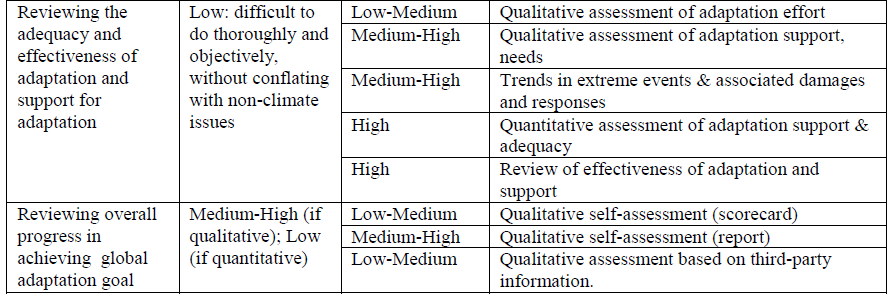 Reviewing the
adequacy and
effectiveness of
adaptation and
support for
adaptation
Low: difficult to
do thoroughly and
objectively,
without conflating
with non-climate
issues
Low-Medium
Qualitative assessment of adaptation effort
Medium-High
Qualitative assessment of adaptation support,
needs
Medium-High
Trends in extreme events & associated damages
and responses
High
Quantitative assessment of adaptation support &
adequacy
High
Review of effectiveness of adaptation and
support
Reviewing overall
progress in
achieving global
adaptation goal
Medium-High (if
qualitative); Low
(if quantitative)
Low-Medium
Qualitative self-assessment (scorecard)
Medium-High
Qualitative self-assessment (report)
Low-Medium
Qualitative assessment based on third-party
information.